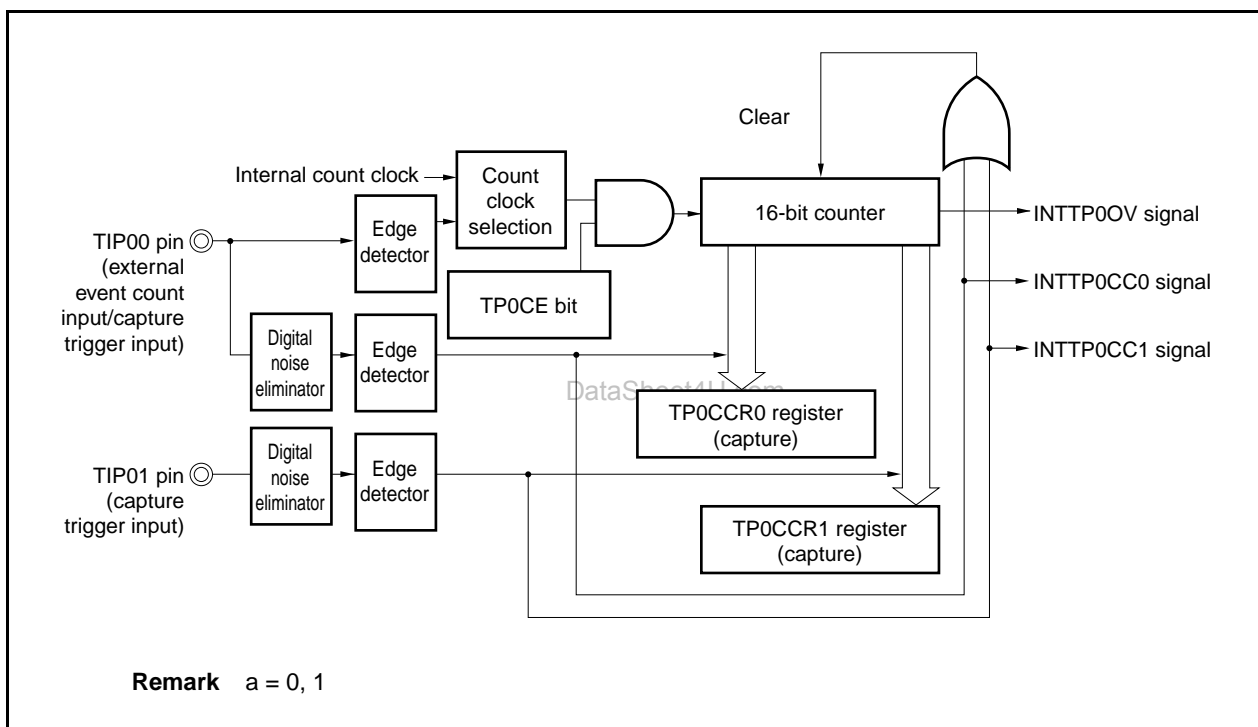 Clear
Internal count clock
Count
clock
selection
16-bit counter
INTTP0OV signal
TIP00 pin
(external
event count
input/capture
trigger input)
Edge
detector
TP0CE bit
INTTP0CC0 signal
Digital
noise
eliminator
Edge
detector
INTTP0CC1 signal
DataSheet4U.com
TP0CCR0 register
(capture)
TIP01 pin
(capture
trigger input)
Digital
noise
eliminator
Edge
detector
TP0CCR1 register
(capture)
Remark a = 0, 1